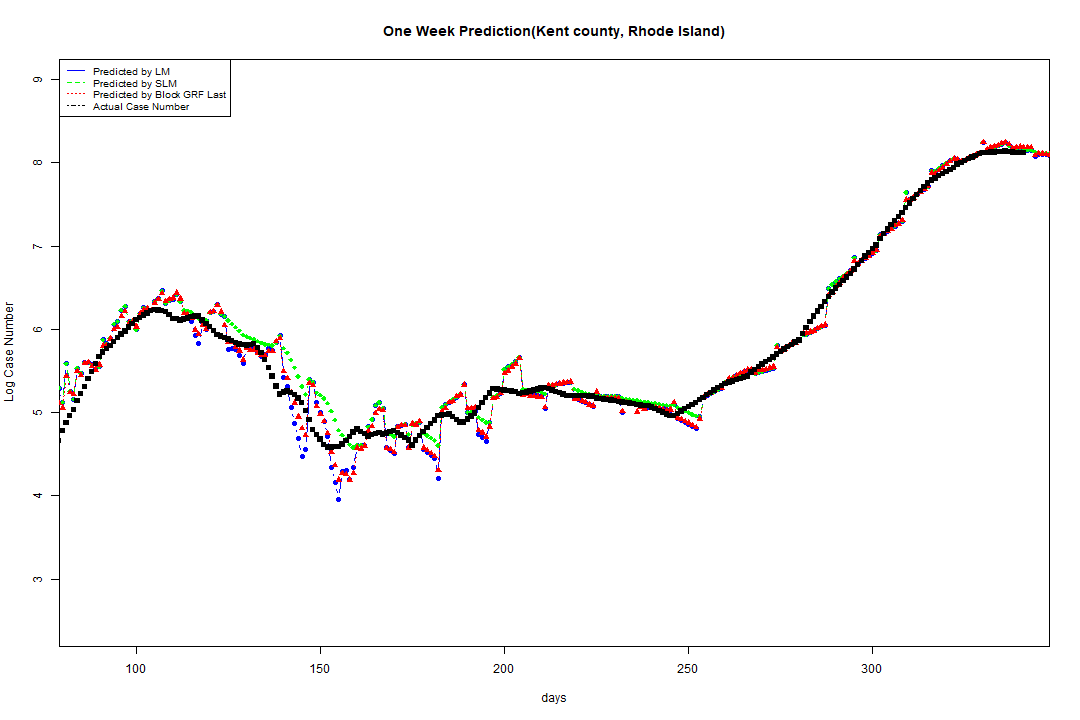 One Week Prediction(Kent county, Rhode Island)
Predicted by LM
Predicted by SLM
Predicted by Block GRF Last
Actual Case Number
9
8
7
6
5
4
3
Log Case Number
100 150 200 250 300
days